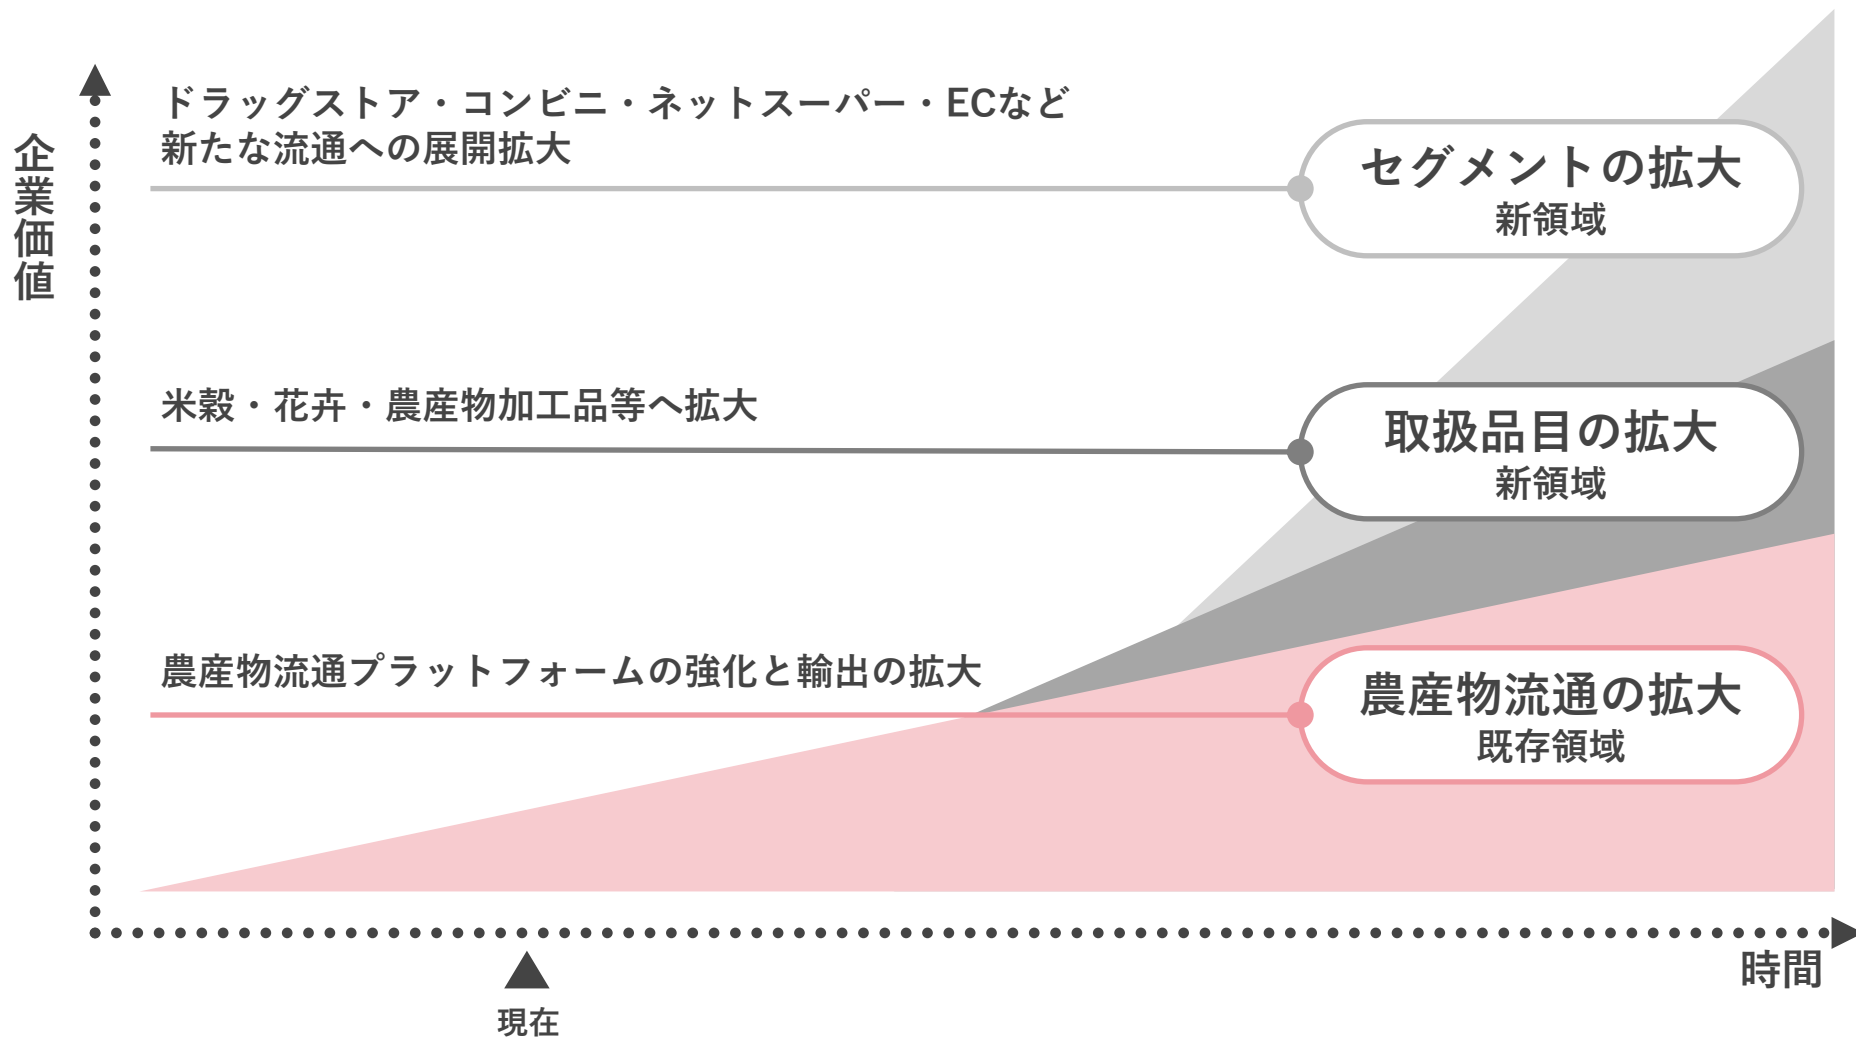 企業価値
ドラッグストア・コンビニ・ネットスーパー・ECなど
新たな流通への展開拡大
セグメントの拡大
新領域
米穀・花卉・農産物加工品等へ拡大
取扱品目の拡大
新領域
農産物流通プラットフォームの強化と輸出の拡大
農産物流通の拡大
既存領域
時間
現在